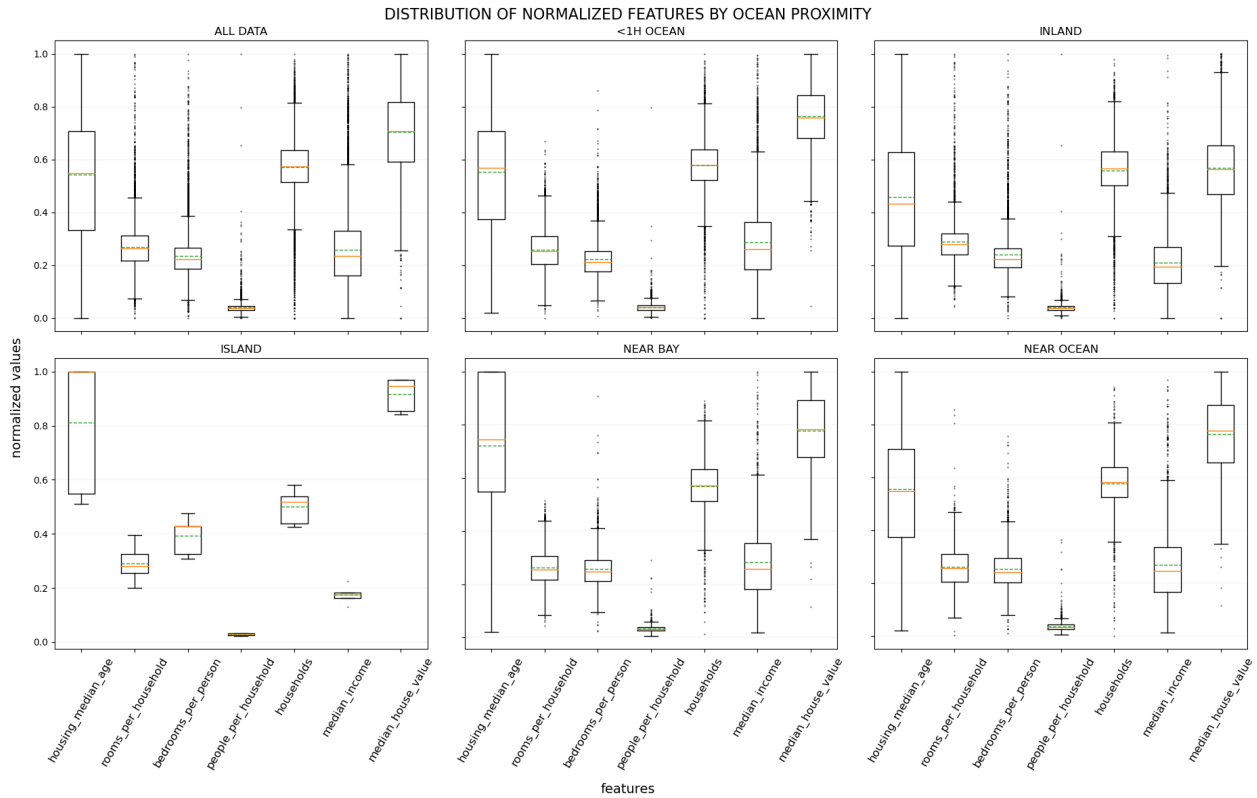 DISTRIBUTION OF NORMALIZED FEATURES BY OCEAN PROXIMITY
ALL DATA
<1H OCEAN
INLAND
1.0
0.8
0.6
0.4
0.2
0.0
ISLAND
NEAR BAY
NEAR OCEAN
1.0
0.8
0.6
0.4
0.2
0.0
normalized values
housing_median_age
rooms_per_household
bedrooms_per_person
people_per_household
households
median_income
median_house_value
housing_median_age
rooms_per_household
bedrooms_per_person
people_per_household
households
median_income
median_house_value
housing_median_age
rooms_per_household
bedrooms_per_person
people_per_household
households
median_income
median_house_value
features